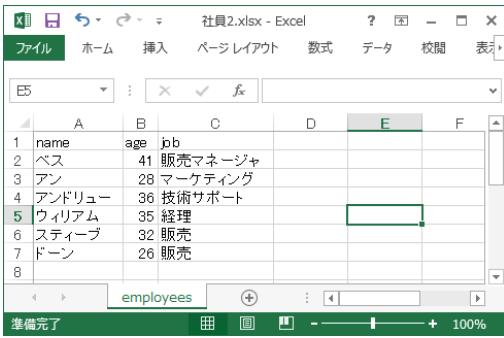 社員2.xlsx - Excel
ファイル ホーム 挿入 ページ レイアウト 数式 データ 校閲 表示
E5 fx
A B C D E F
1 name age job
2 ベス 41 販売マネージャ
3 アン 28 マーケティング
4 アンドリュー 36 技術サポート
5 ウィリアム 35 経理
6 スティーブ 32 販売
7 ドーン 26 販売
8
employees
準備完了 100%